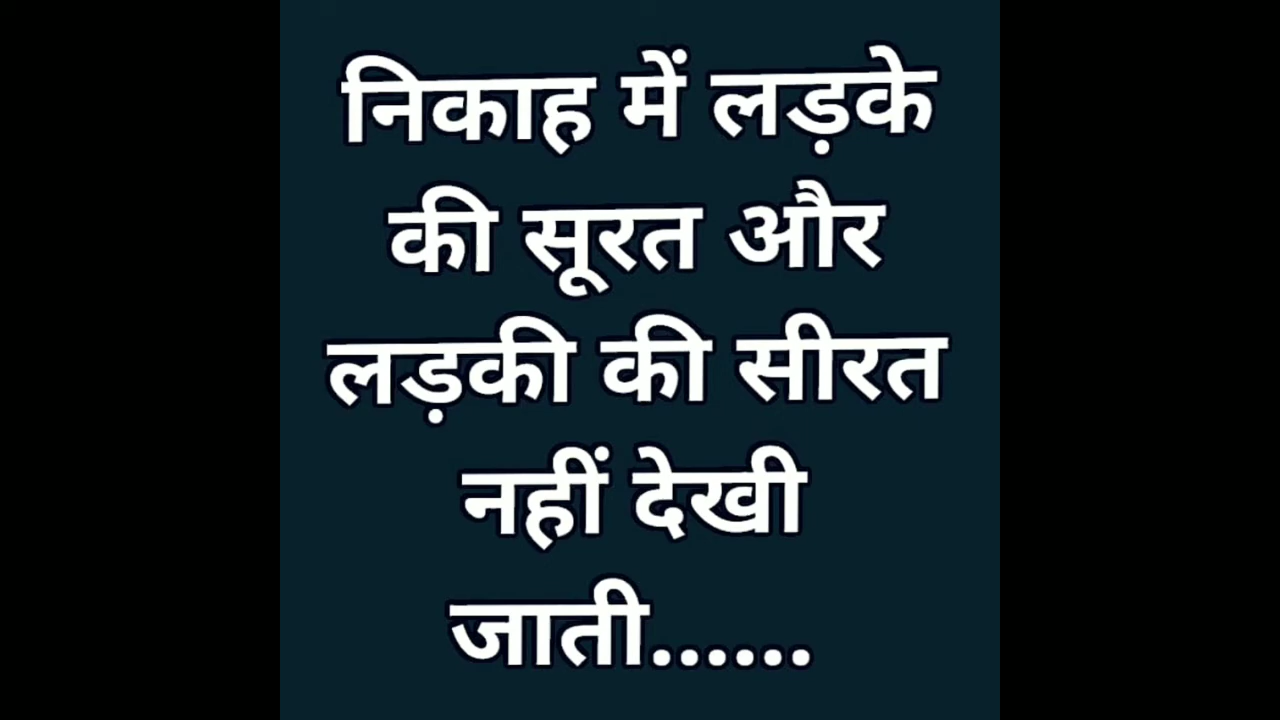 निकाह में लड़के
की सूरत और
लड़की की सीरत
नहीं देखी
जाती......